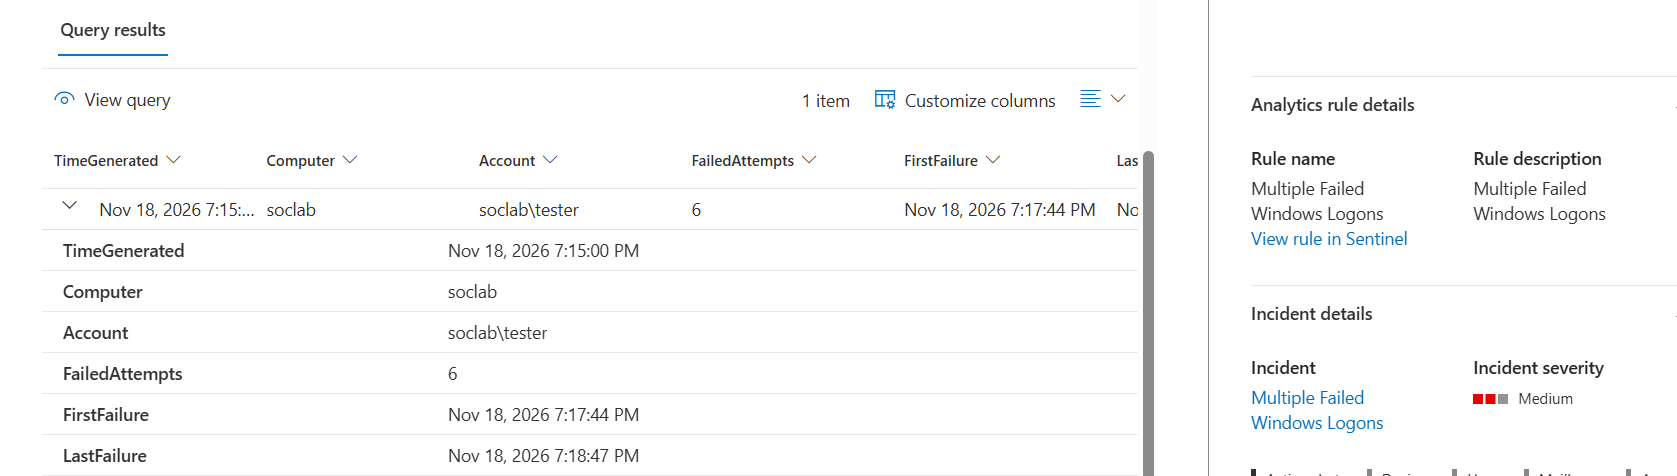 Query results
View query
1 item
Customize columns
TimeGenerated Computer Account FailedAttempts FirstFailure Las
Nov 18, 2026 7:15:... soclab soclab\tester 6 Nov 18, 2026 7:17:44 PM No
TimeGenerated Nov 18, 2026 7:15:00 PM
Computer soclab
Account soclab\tester
FailedAttempts 6
FirstFailure Nov 18, 2026 7:17:44 PM
LastFailure Nov 18, 2026 7:18:47 PM
Analytics rule details
Rule name Rule description
Multiple Failed Multiple Failed
Windows Logons Windows Logons
View rule in Sentinel
Incident details
Incident Incident severity
Multiple Failed Medium
Windows Logons